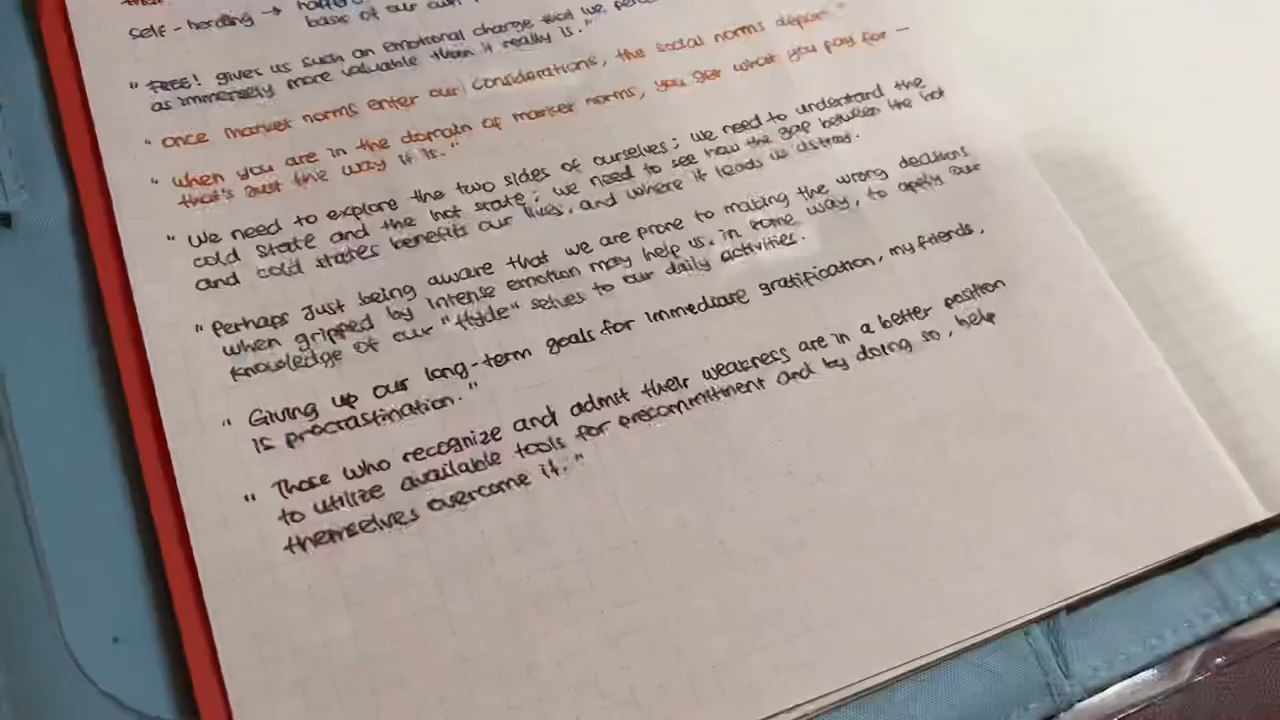 self-herding →
basis of our own
" FREE! gives us such an emotional charge that we
as immensely more valuable than it really is."
" once market norms enter our considerations, the social norms depart "
" when you are in the domain of market norms, you get what you pay for —
that's just the way it is."
" We need to explore the two sides of ourselves; we need to understand the
cold state and the hot state; we need to see how the gap between the hot
and cold states benefits our lives, and where it leads us astray.
" Perhaps just being aware that we are prone to making the wrong decisions
when gripped by intense emotion may help us, in some way, to apply our
knowledge of our "Hyde" selves to our daily activities.
" Giving up our long-term goals for immediate gratification, my friends,
is procrastination."
" Those who recognize and admit their weakness are in a better position
to utilize available tools for precommitment and by doing so, help
themselves overcome it."